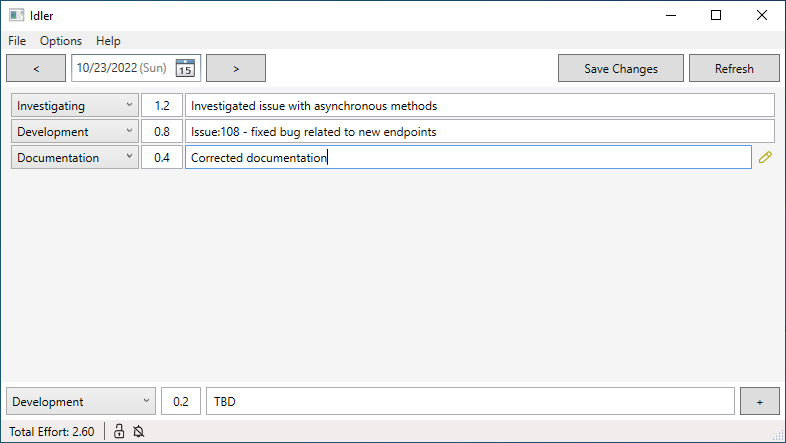 Idler
File Options Help
< 10/23/2022 (Sun) 15 > Save Changes Refresh
Investigating 1.2 Investigated issue with asynchronous methods
Development 0.8 Issue:108 - fixed bug related to new endpoints
Documentation 0.4 Corrected documentation
Development 0.2 TBD +
Total Effort: 2.60